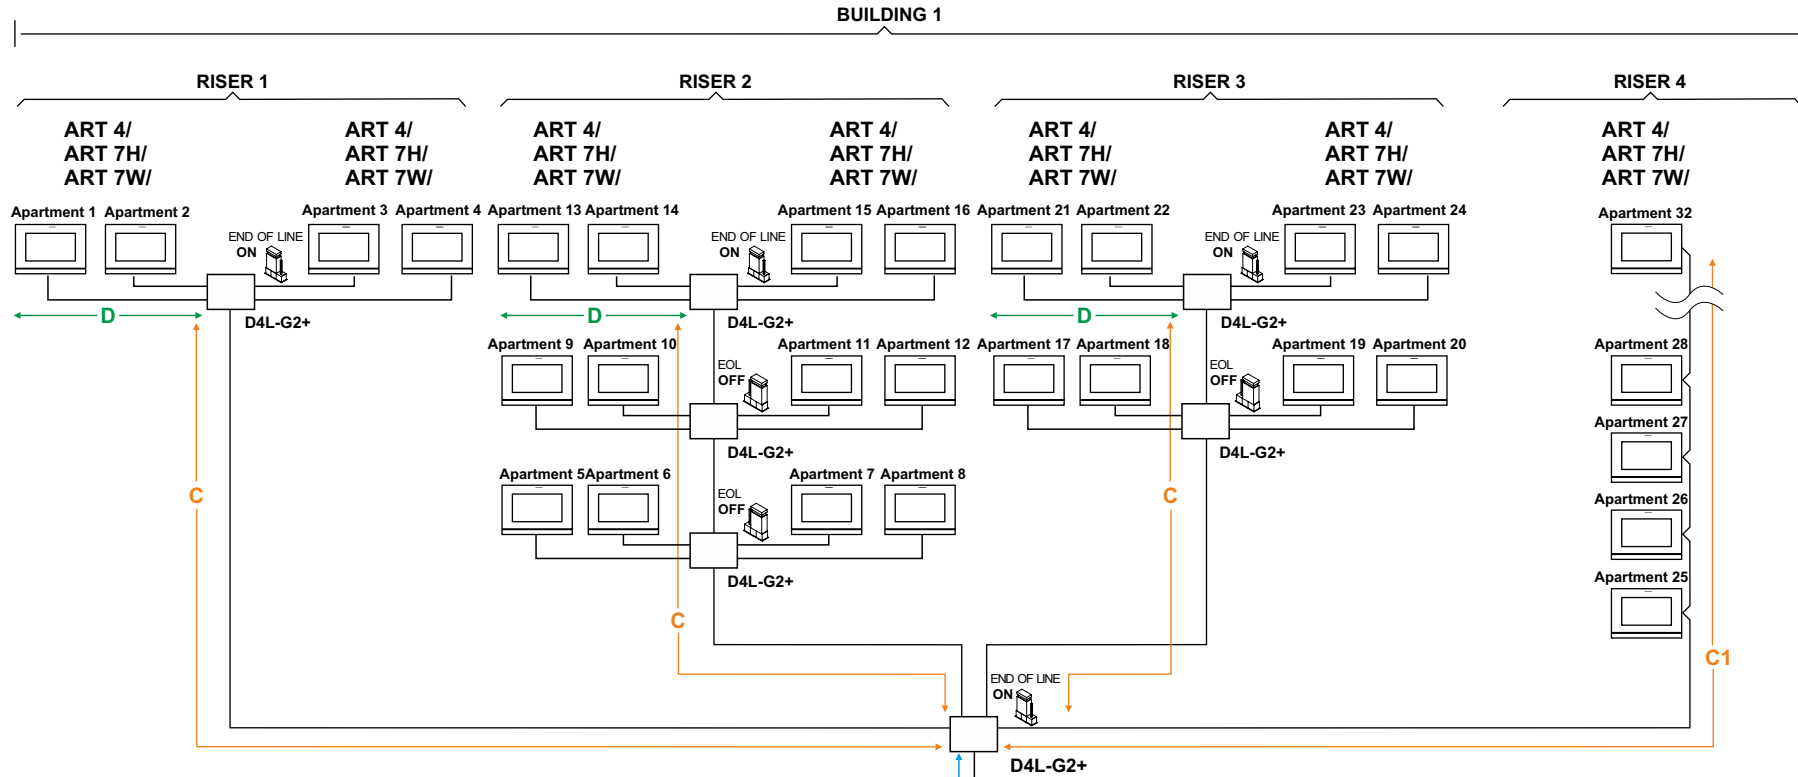 BUILDING 1
RISER 1
RISER 2
RISER 3
RISER 4
ART 4/
ART 7H/
ART 7W/
ART 4/
ART 7H/
ART 7W/
ART 4/
ART 7H/
ART 7W/
ART 4/
ART 7H/
ART 7W/
ART 4/
ART 7H/
ART 7W/
ART 4/
ART 7H/
ART 7W/
ART 4/
ART 7H/
ART 7W/
Apartment 1
Apartment 2
Apartment 3
Apartment 4
END OF LINE
ON
D4L-G2+
D
C
Apartment 13
Apartment 14
Apartment 15
Apartment 16
END OF LINE
ON
D4L-G2+
D
Apartment 9
Apartment 10
Apartment 11
Apartment 12
EOL
OFF
D4L-G2+
Apartment 5
Apartment 6
Apartment 7
Apartment 8
EOL
OFF
D4L-G2+
C
Apartment 21
Apartment 22
Apartment 23
Apartment 24
END OF LINE
ON
D4L-G2+
D
Apartment 17
Apartment 18
Apartment 19
Apartment 20
EOL
OFF
D4L-G2+
C
Apartment 32
Apartment 28
Apartment 27
Apartment 26
Apartment 25
C1
END OF LINE
ON
D4L-G2+